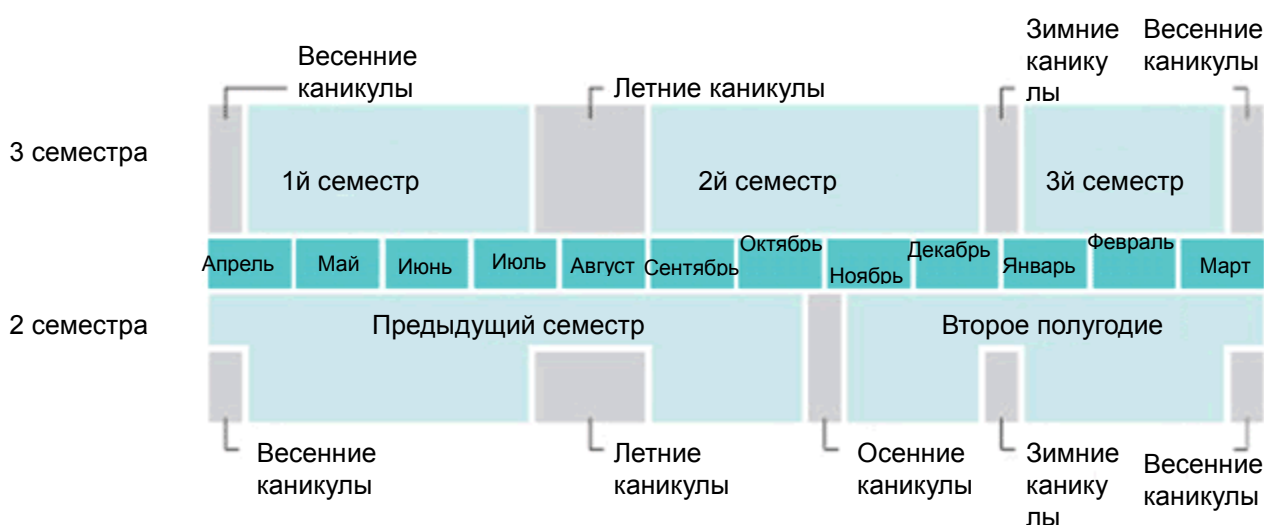 Весенние
каникулы
Летние каникулы
Зимние
канику
лы
Весенние
каникулы
3 семестра
1й семестр
2й семестр
3й семестр
Апрель
Май
Июнь
Июль
Август
Сентябрь
Октябрь
Ноябрь
Декабрь
Январь
Февраль
Март
2 семестра
Предыдущий семестр
Второе полугодие
Весенние
каникулы
Летние
каникулы
Осенние
каникулы
Зимние
канику
лы
Весенние
каникулы